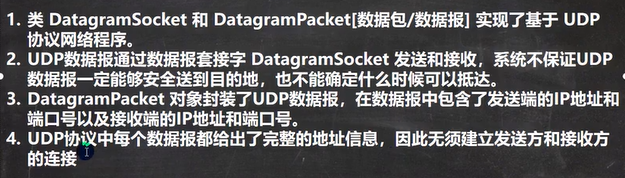 1. 类 DatagramSocket 和 DatagramPacket[数据包/数据报] 实现了基于 UDP
协议网络程序。
2. UDP数据报通过数据报套接字 DatagramSocket 发送和接收，系统不保证UDP
数据报一定能够安全送到目的地，也不能确定什么时候可以抵达。
3. DatagramPacket 对象封装了UDP数据报，在数据报中包含了发送端的IP地址和
端口号以及接收端的IP地址和端口号。
4. UDP协议中每个数据报都给出了完整的地址信息，因此无须建立发送方和接收方
的连接